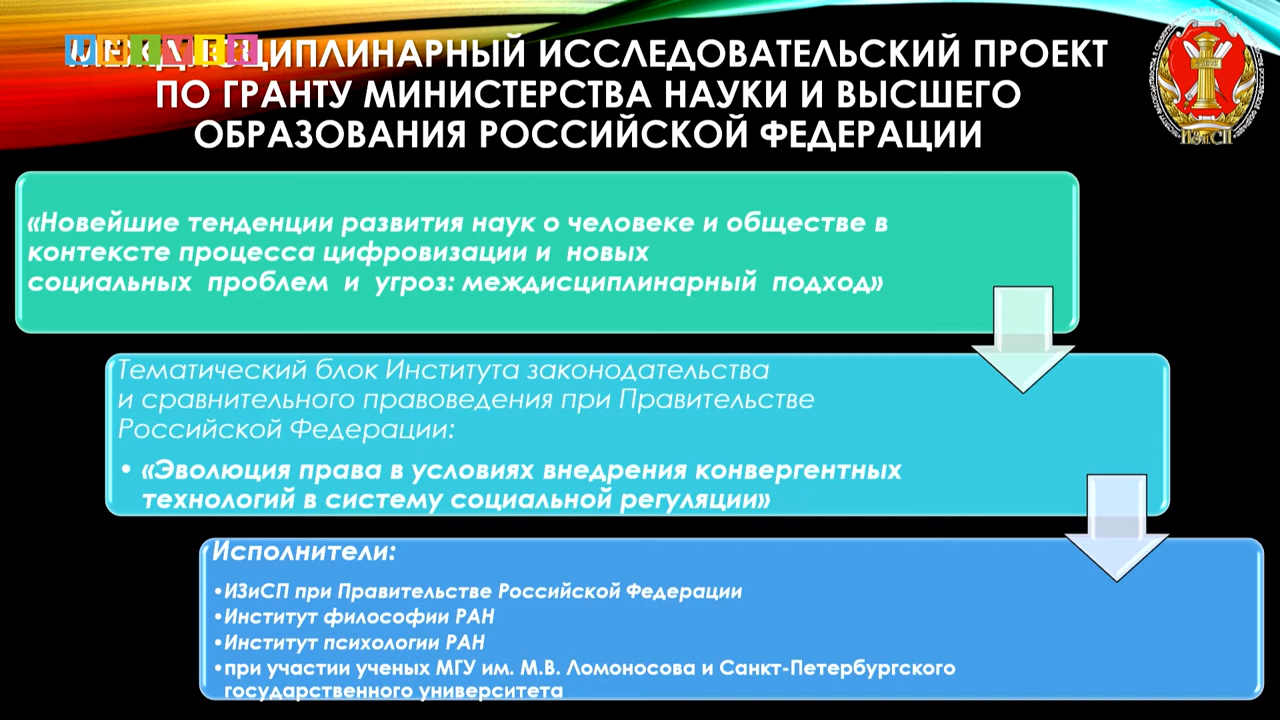 UNIVER
МЕЖДИСЦИПЛИНАРНЫЙ ИССЛЕДОВАТЕЛЬСКИЙ ПРОЕКТ
ПО ГРАНТУ МИНИСТЕРСТВА НАУКИ И ВЫСШЕГО
ОБРАЗОВАНИЯ РОССИЙСКОЙ ФЕДЕРАЦИИ
ИЗиСП
«Новейшие тенденции развития наук о человеке и обществе в
контексте процесса цифровизации и новых
социальных проблем и угроз: междисциплинарный подход»
Тематический блок Института законодательства
и сравнительного правоведения при Правительстве
Российской Федерации:
• «Эволюция права в условиях внедрения конвергентных
технологий в систему социальной регуляции»
Исполнители:
•ИЗиСП при Правительстве Российской Федерации
•Институт философии РАН
•Институт психологии РАН
•при участии ученых МГУ им. М.В. Ломоносова и Санкт-Петербургского
государственного университета